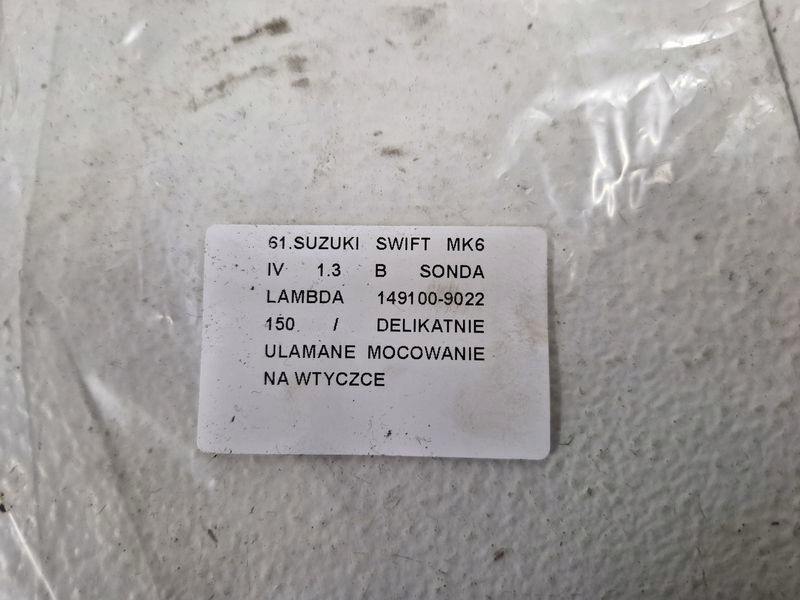 61.SUZUKI SWIFT MK6
IV 1.3 B SONDA
LAMBDA 149100-9022
150 / DELIKATNIE
ULAMANE MOCOWANIE
NA WTYCZCE